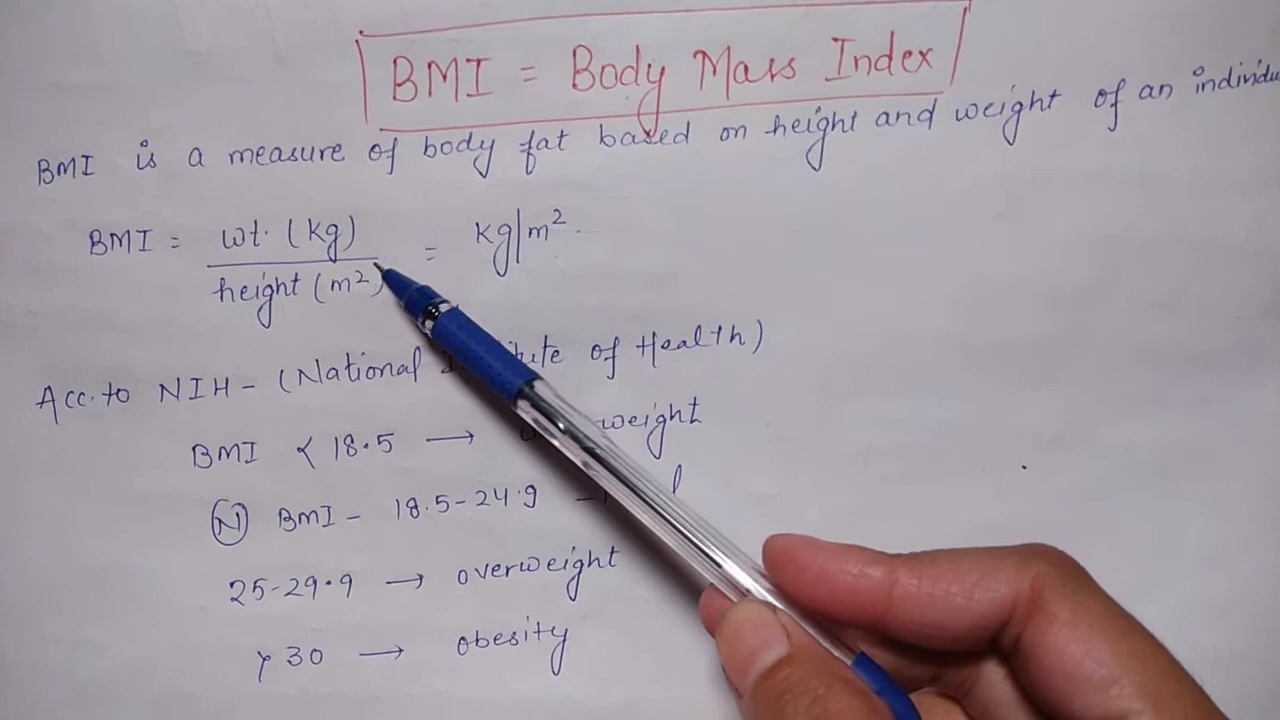 BMI = Body Mass Index
BMI is a measure of body fat based on height and weight of an
BMI = wt. (kg) / height (m²) = kg/m².
Acc. to NIH - (National of Health)
BMI < 18.5 →
(N) BMI - 18.5-24.9 -
25-29.9 → overweight
> 30 → obesity